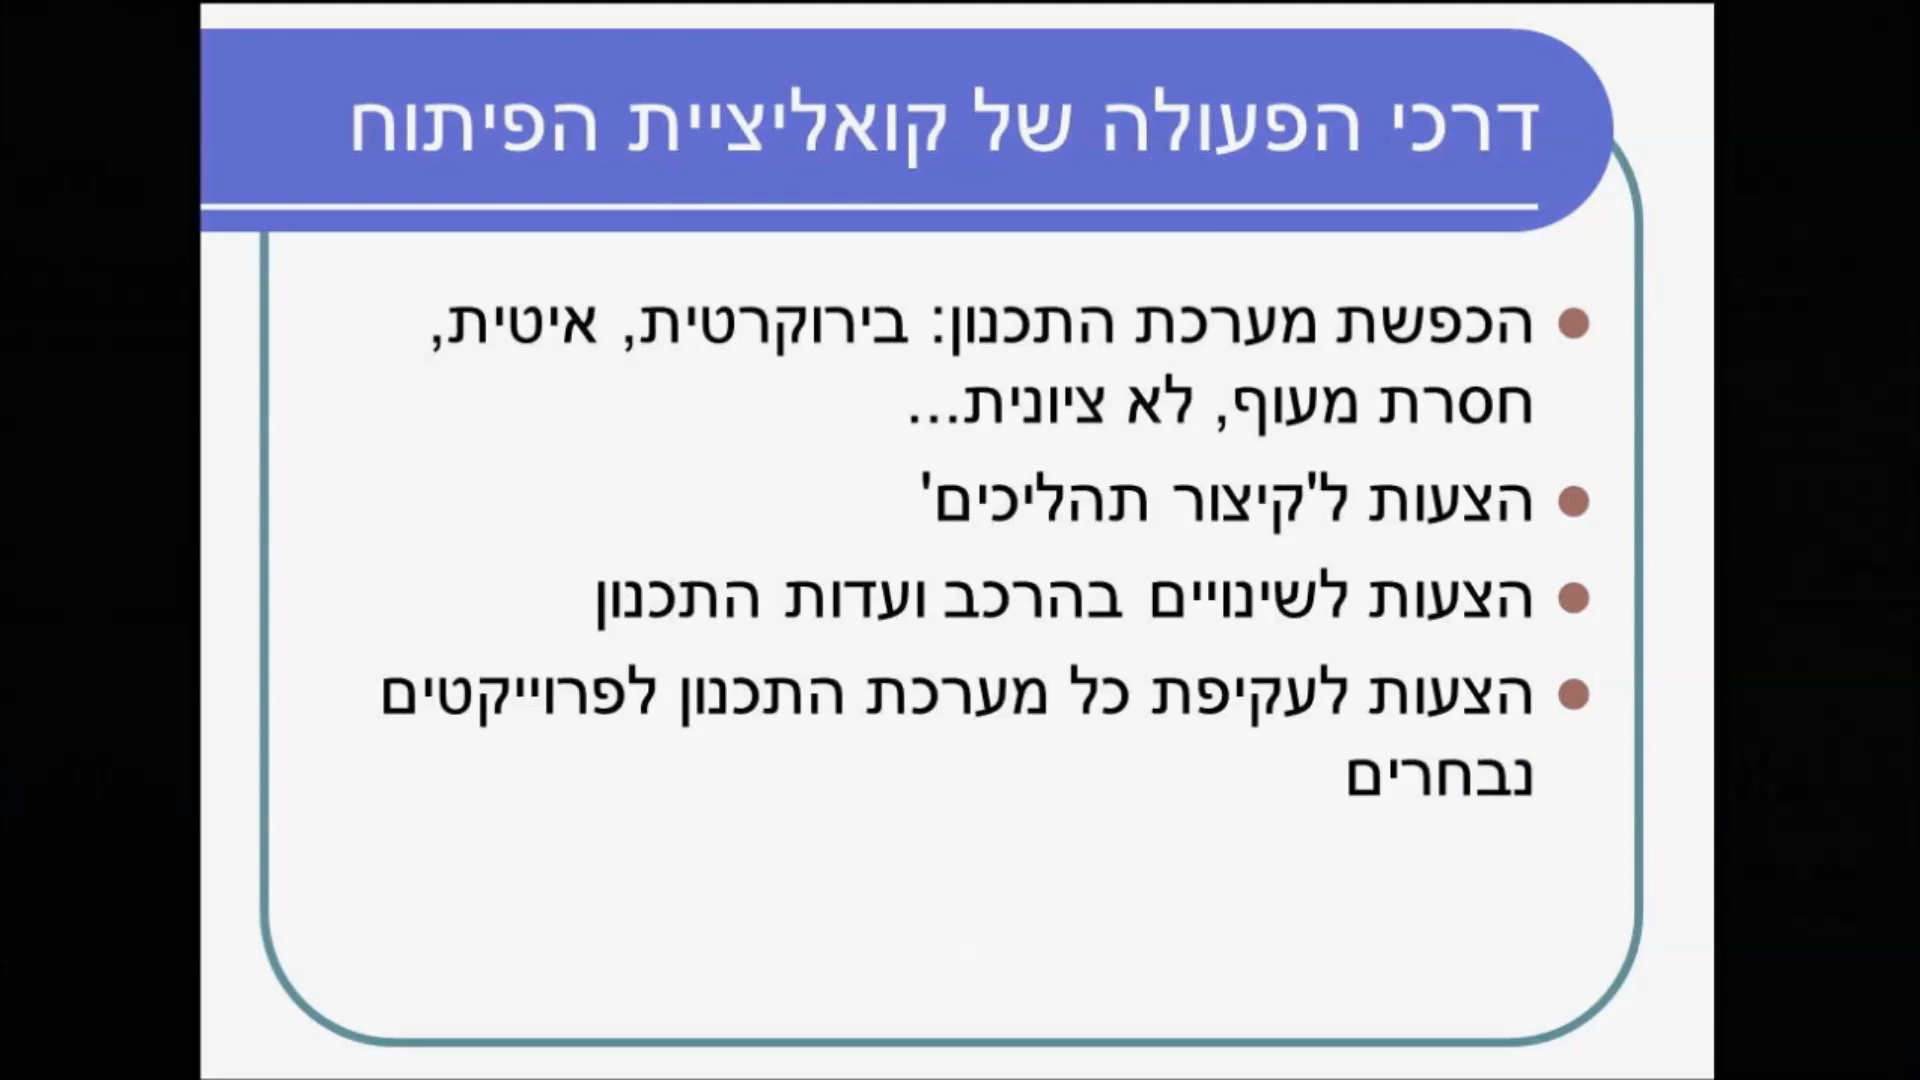 דרכי הפעולה של קואליציית הפיתוח
הכפשת מערכת התכנון: בירוקרטית, איטית,
חסרת מעוף, לא ציונית...
הצעות ל'קיצור תהליכים'
הצעות לשינויים בהרכב ועדות התכנון
הצעות לעקיפת כל מערכת התכנון לפרוייקטים
נבחרים